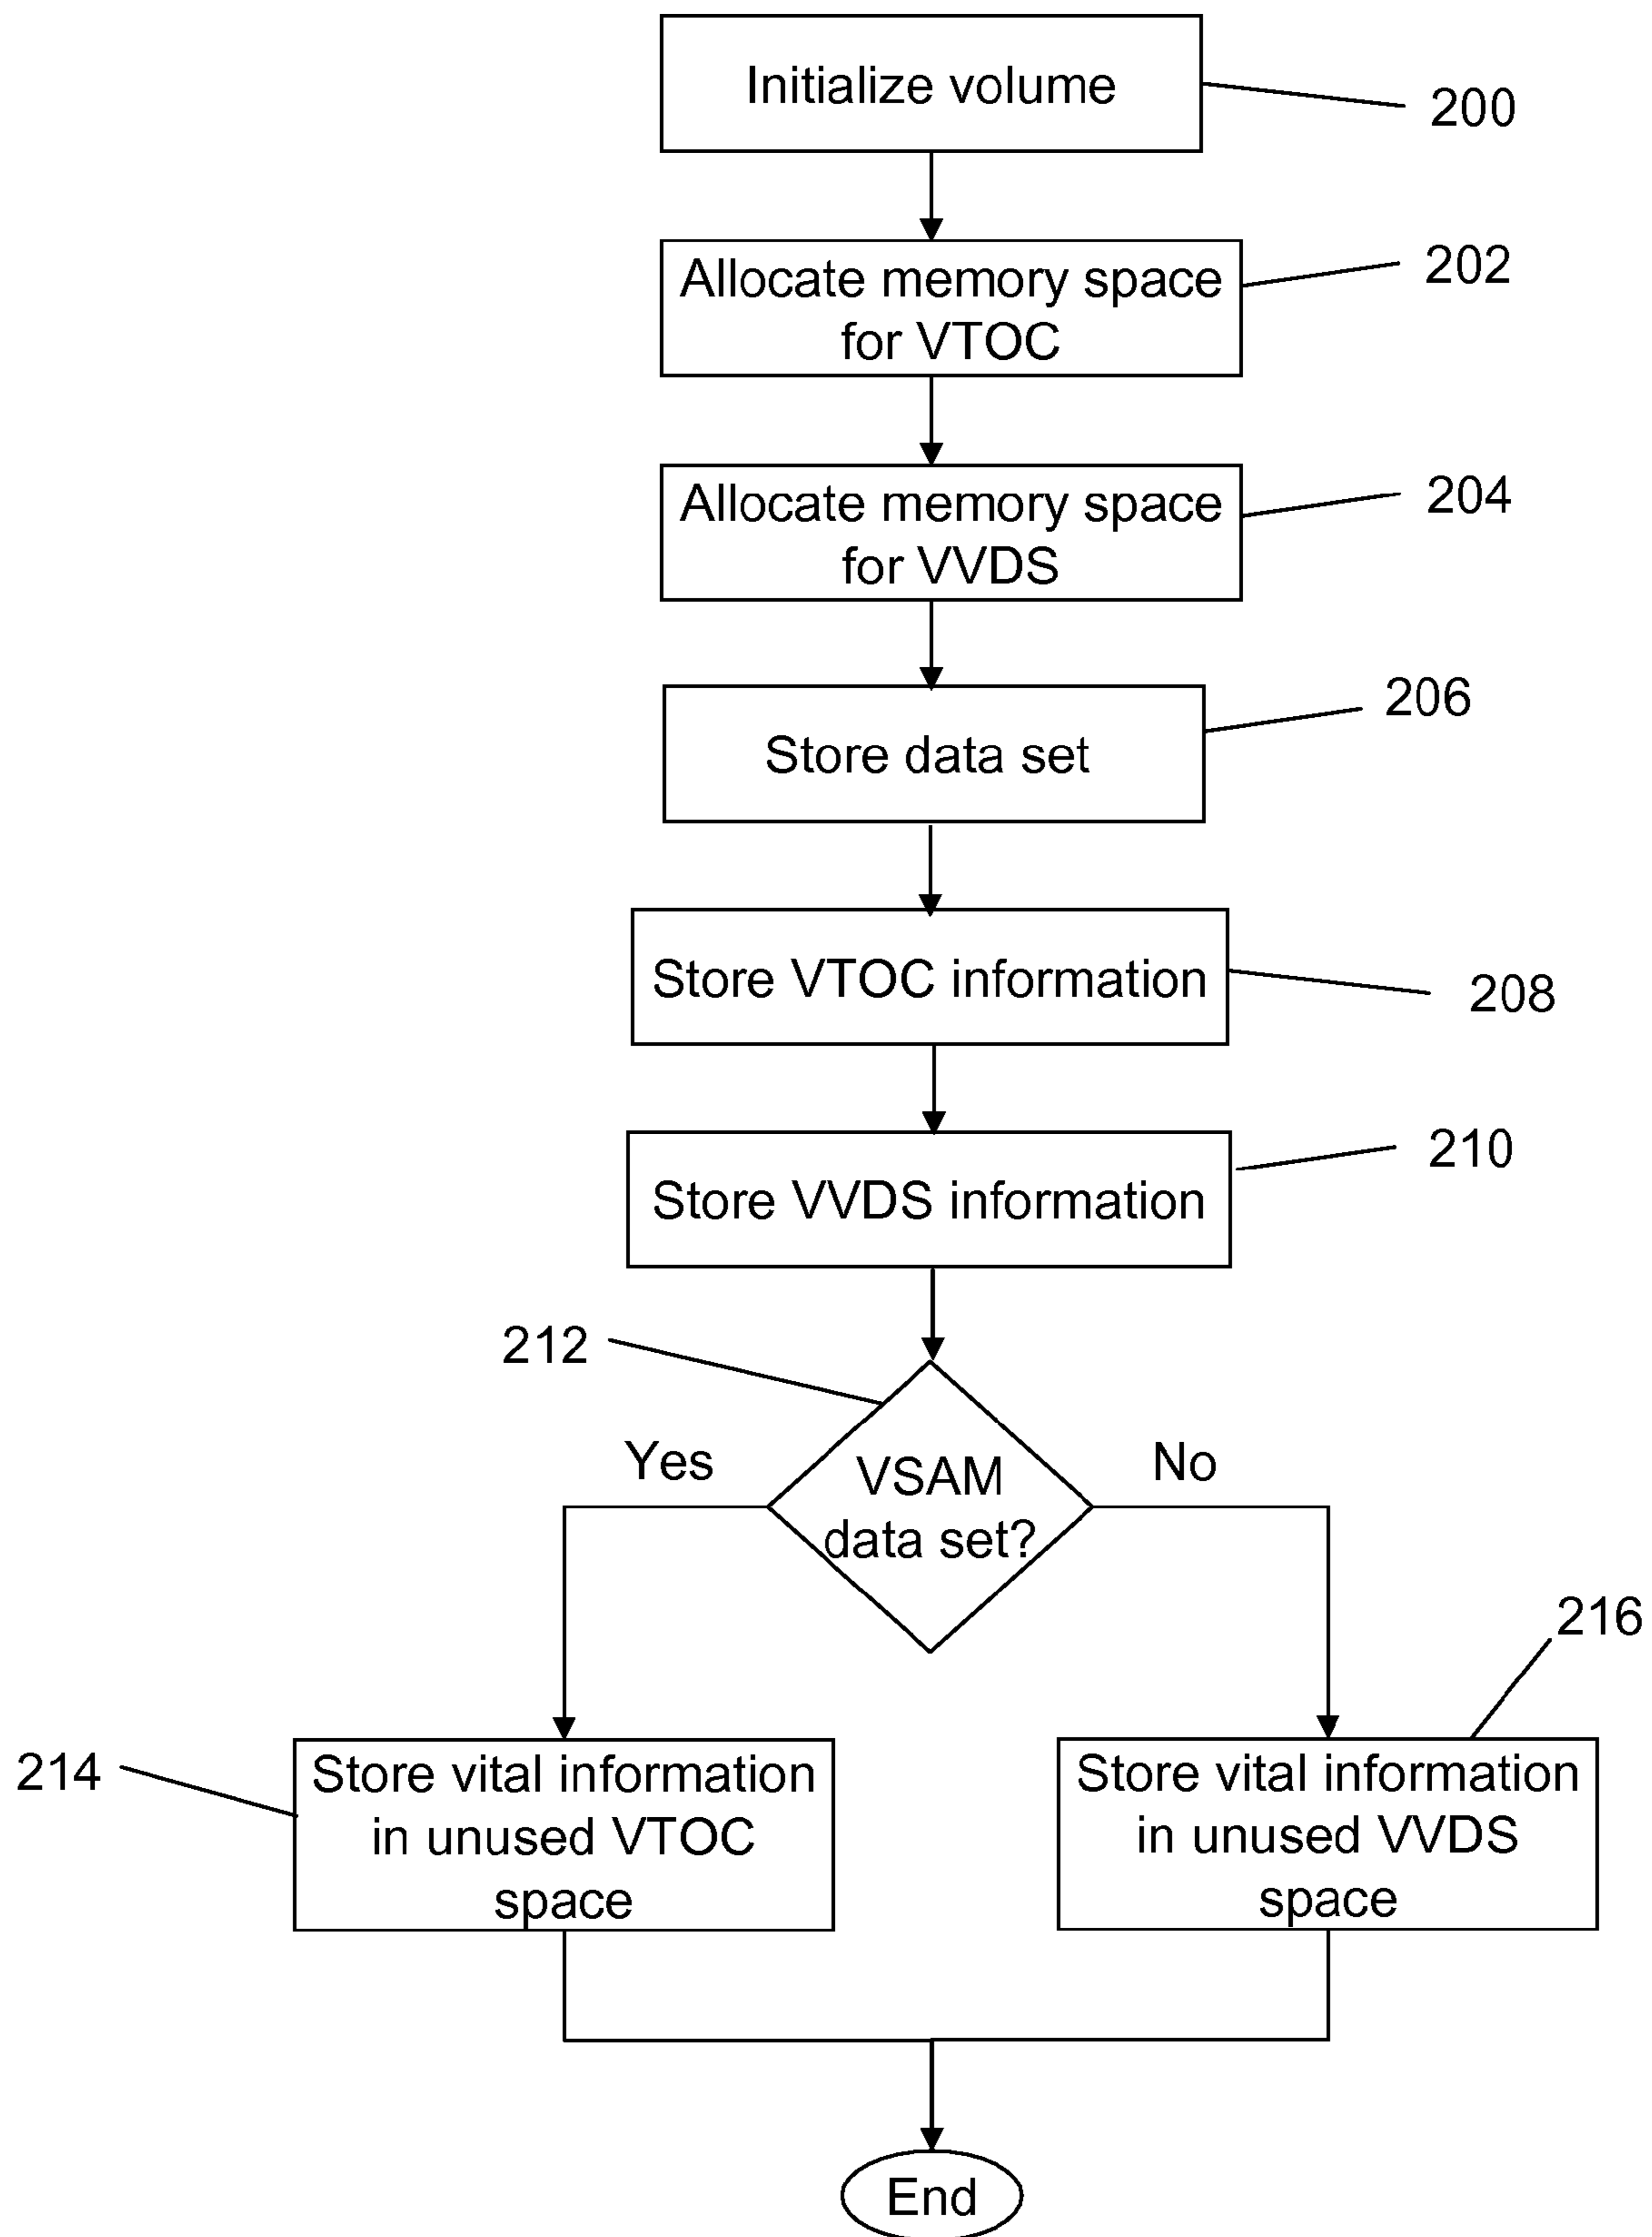 Initialize volume
200
Allocate memory space
for VTOC
202
Allocate memory space
for VVDS
204
Store data set
206
Store VTOC information
208
Store VVDS information
210
212
Yes
VSAM
data set?
No
214
Store vital information
in unused VTOC
space
216
Store vital information
in unused VVDS
space
End